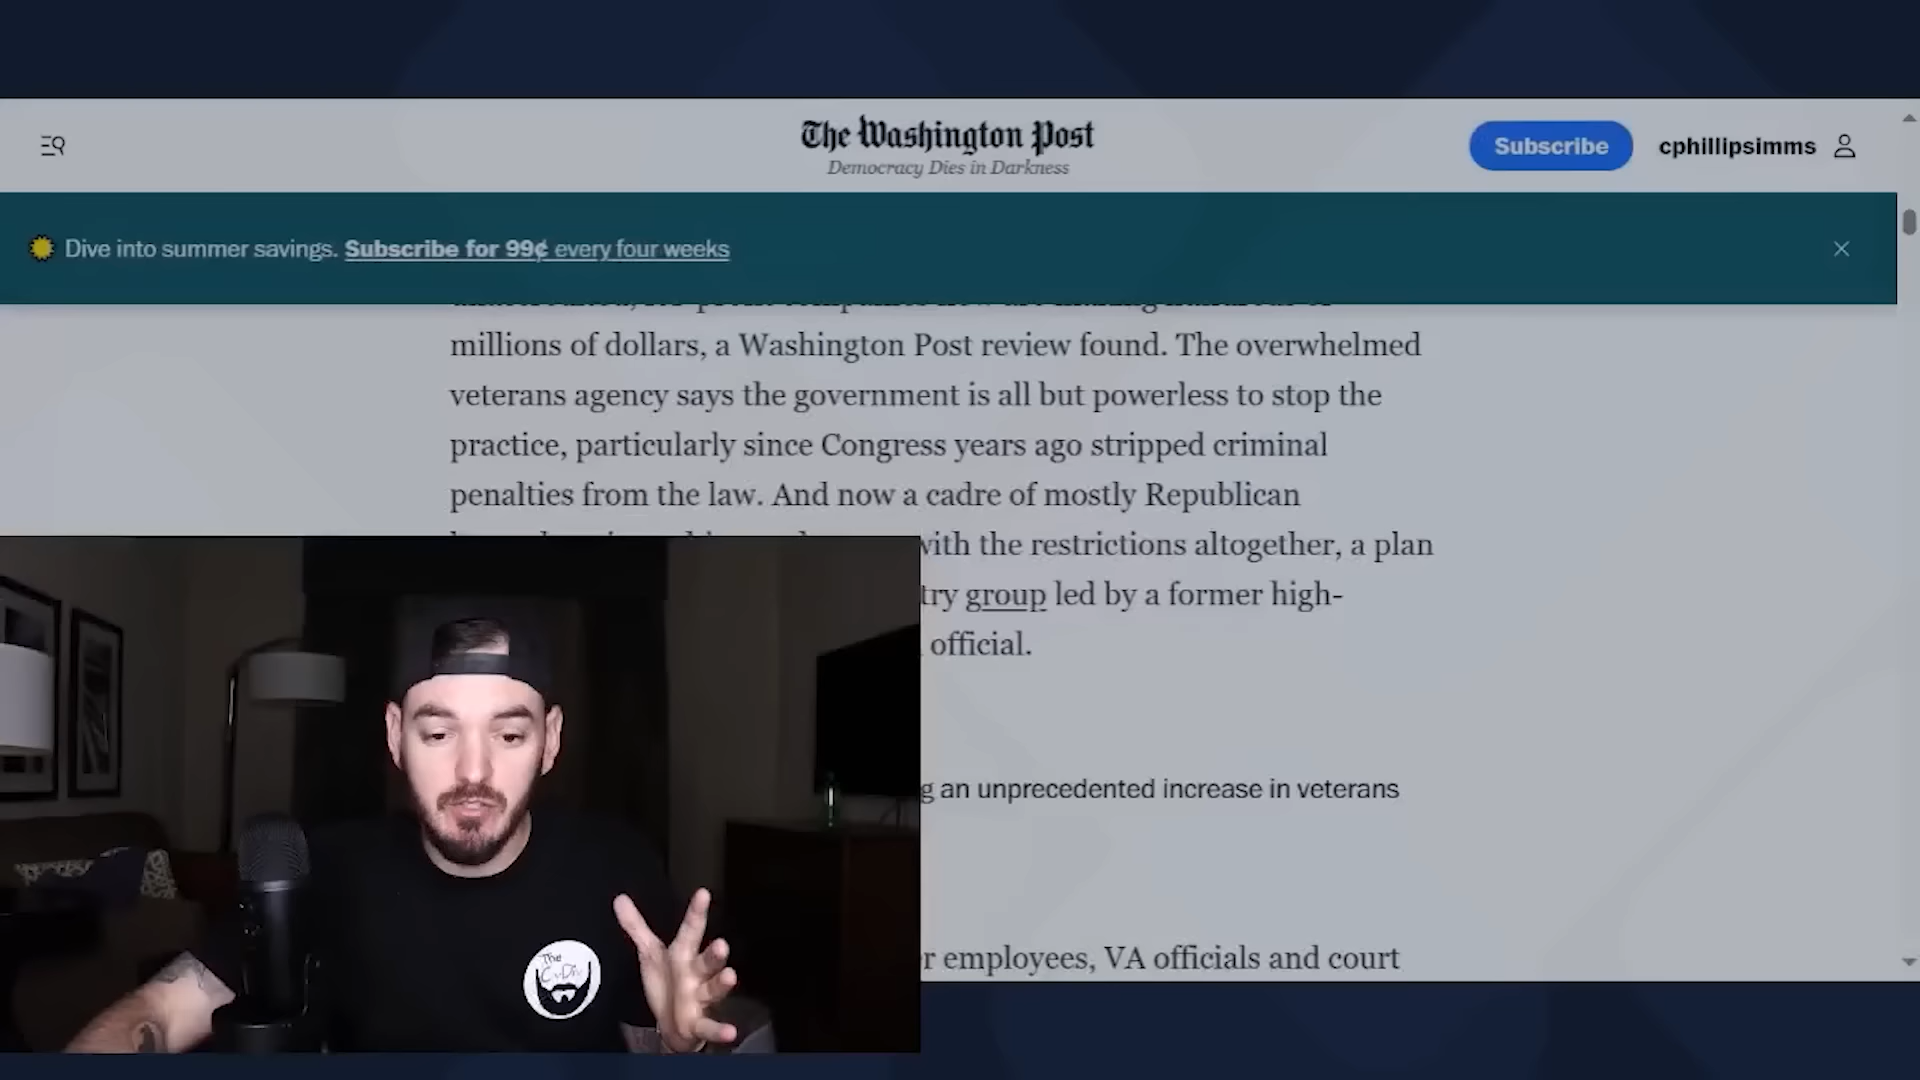 The Washington Post
Democracy Dies in Darkness
Subscribe
cphillipsimms
Dive into summer savings. Subscribe for 99¢ every four weeks
millions of dollars, a Washington Post review found. The overwhelmed
veterans agency says the government is all but powerless to stop the
practice, particularly since Congress years ago stripped criminal
penalties from the law. And now a cadre of mostly Republican
with the restrictions altogether, a plan
try group led by a former high-
official.
g an unprecedented increase in veterans
r employees, VA officials and court
The